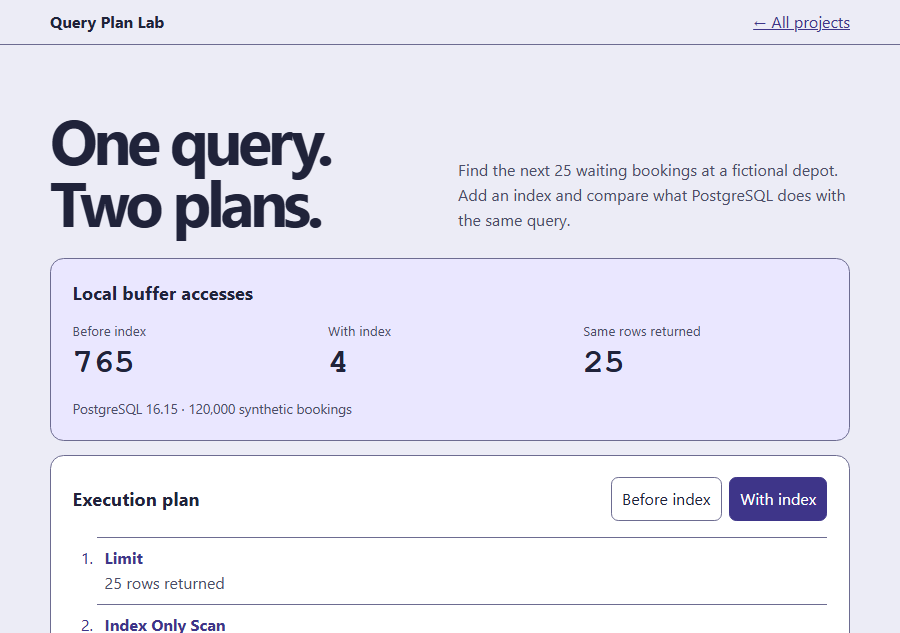 Query Plan Lab
← All projects
One query.
Two plans.
Find the next 25 waiting bookings at a fictional depot.
Add an index and compare what PostgreSQL does with
the same query.
Local buffer accesses
Before index
765
With index
4
Same rows returned
25
PostgreSQL 16.15 · 120,000 synthetic bookings
Execution plan
Before index
With index
1. Limit
25 rows returned
2. Index Only Scan